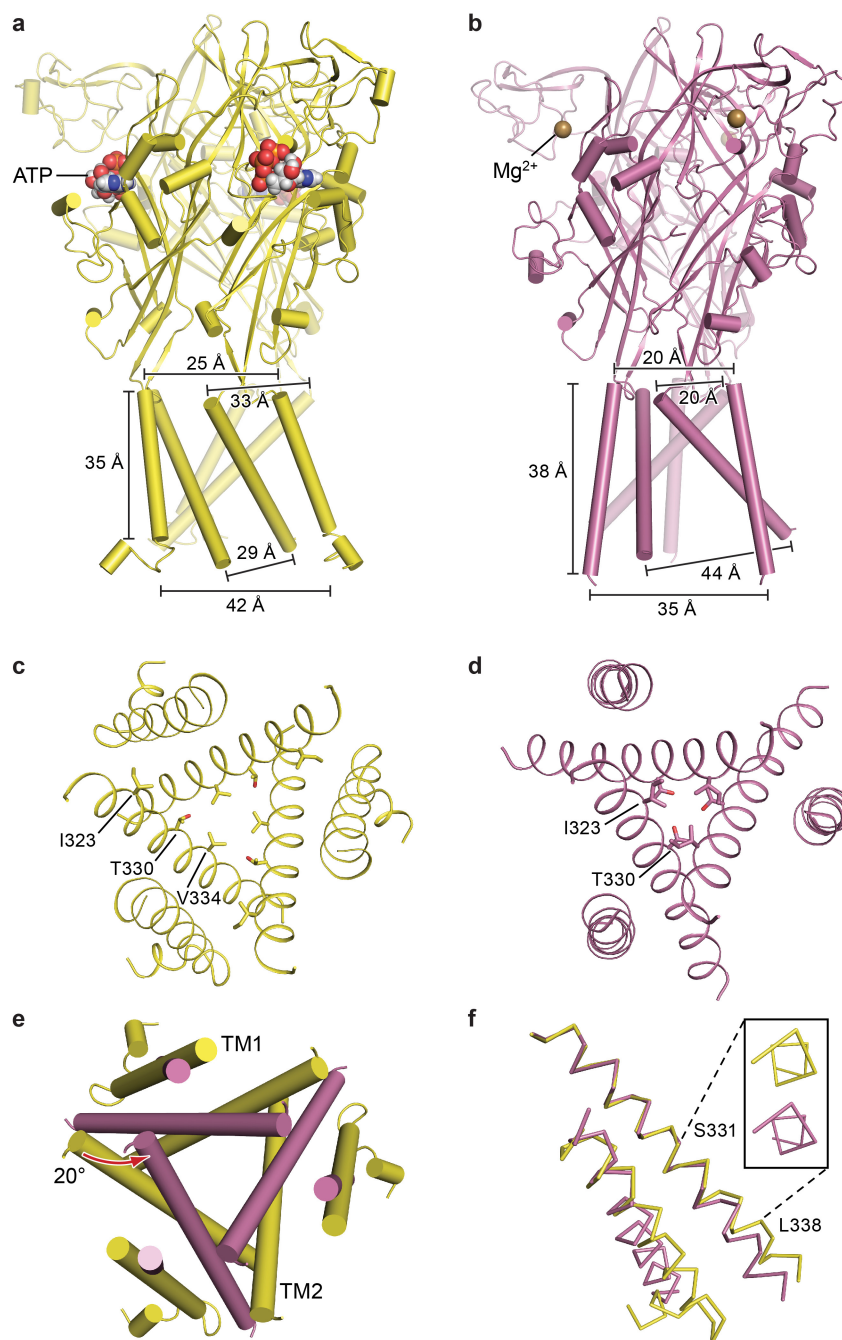 a
ATP
25 Å
33 Å
35 Å
29 Å
42 Å
b
Mg2+
20 Å
20 Å
38 Å
44 Å
35 Å
c
I323
T330
V334
d
I323
T330
e
TM1
20°
TM2
f
S331
L338